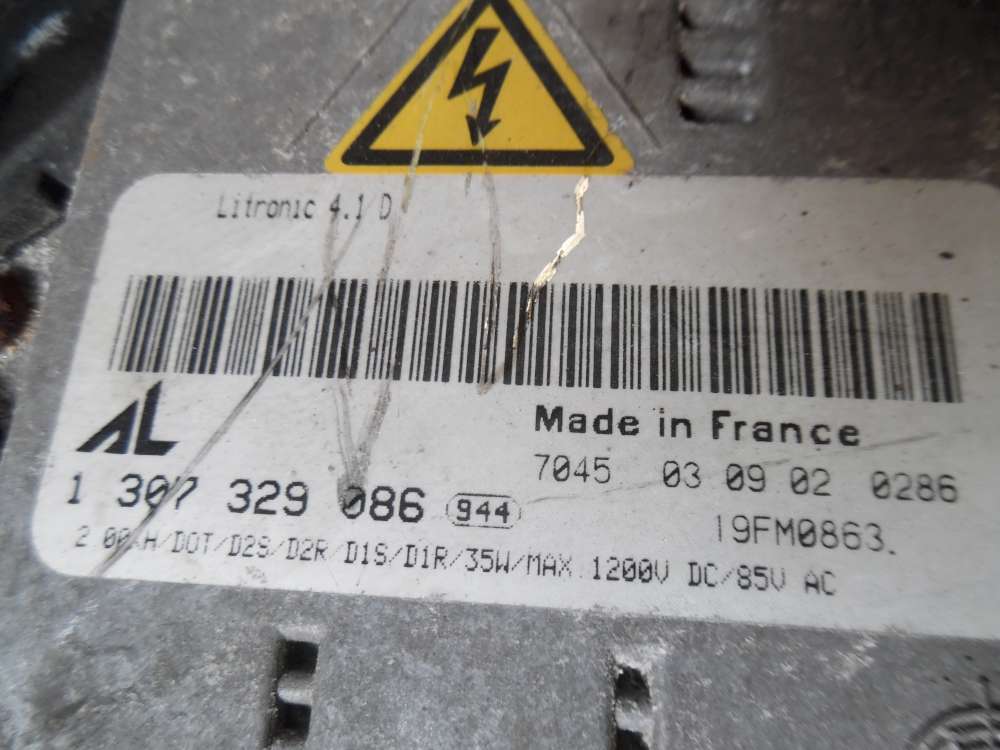 Litronic 4.1 D
AL
Made in France
7045 03 09 02 0286
1 307 329 086 944
19FM0863.
2.00KH/DOT/D2S/D2R/D1S/D1R/35W/MAX.1200V DC/85V AC